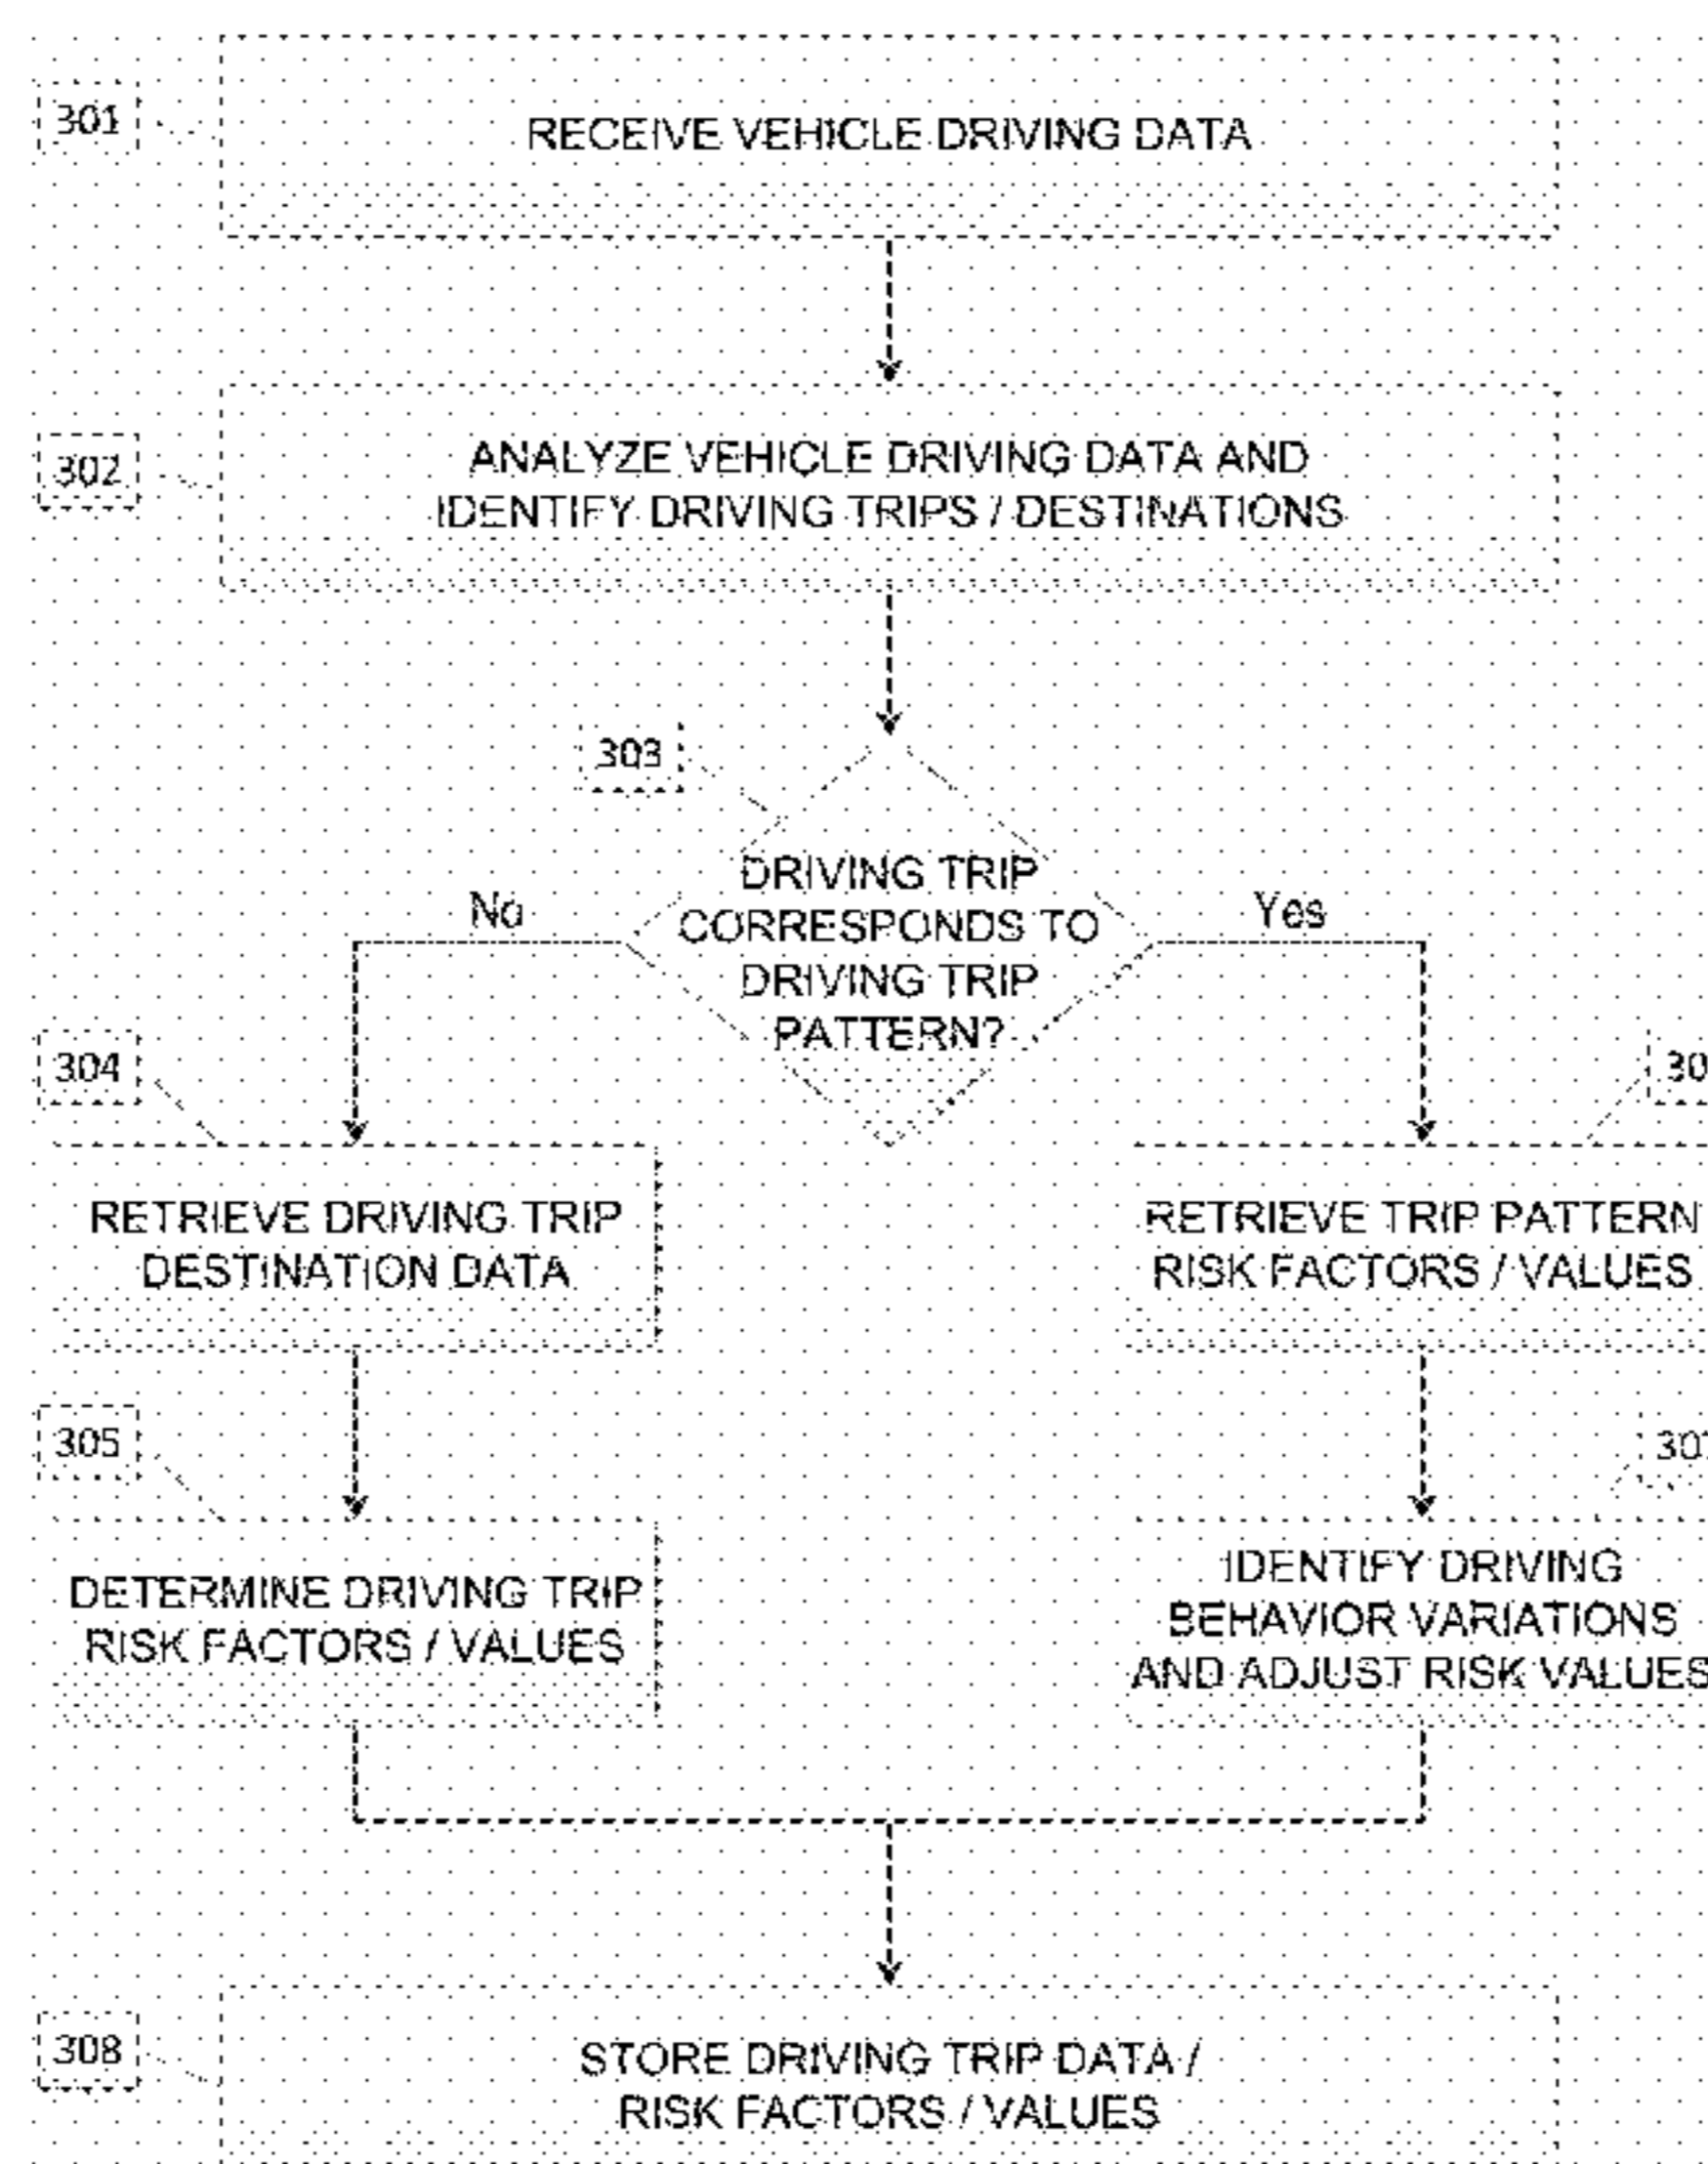 301
RECEIVE VEHICLE DRIVING DATA
302
ANALYZE VEHICLE DRIVING DATA AND
IDENTIFY DRIVING TRIPS / DESTINATIONS
303
DRIVING TRIP
CORRESPONDS TO
DRIVING TRIP
PATTERN?
No
Yes
304
RETRIEVE DRIVING TRIP
DESTINATION DATA
RETRIEVE TRIP PATTERN
RISK FACTORS / VALUES
305
DETERMINE DRIVING TRIP
RISK FACTORS / VALUES
IDENTIFY DRIVING
BEHAVIOR VARIATIONS
AND ADJUST RISK VALUES
308
STORE DRIVING TRIP DATA /
RISK FACTORS / VALUES